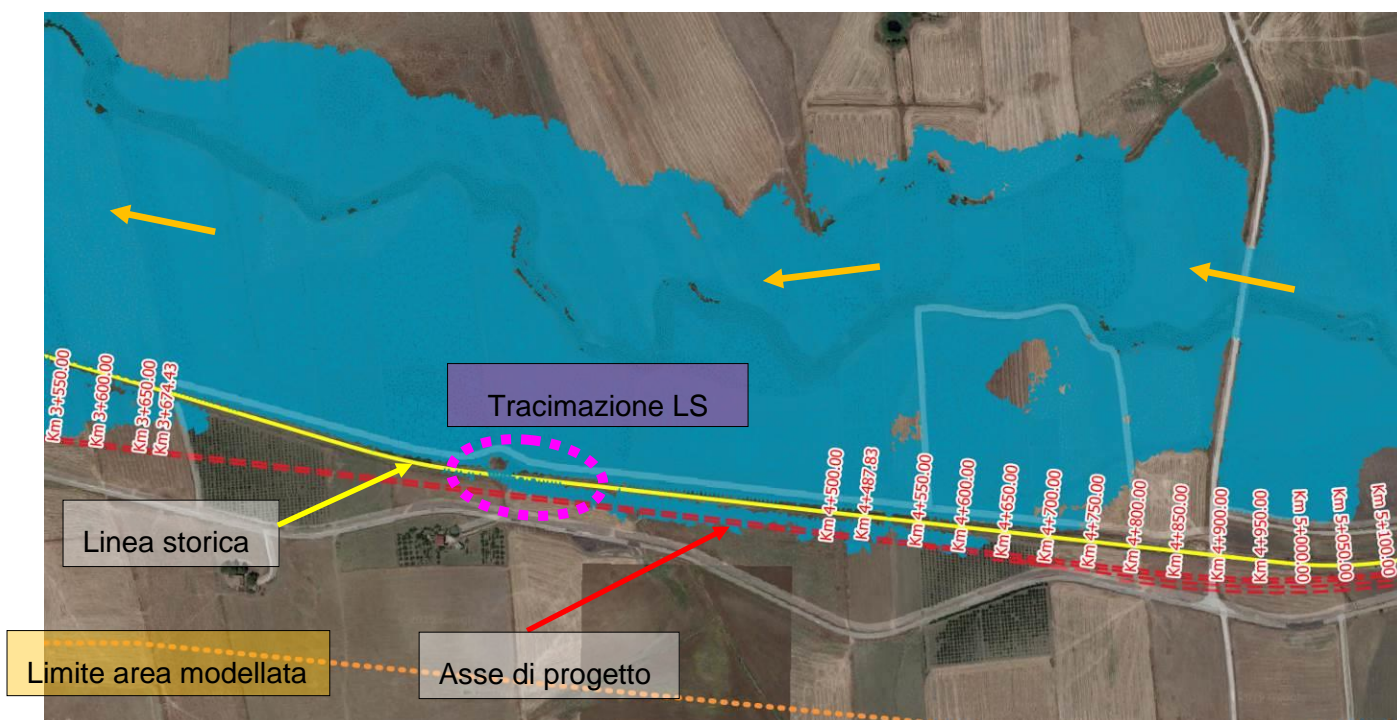 Km 3+550.00
Km 3+600.00
Km 3+650.00
Km 3+674.43
Tracimazione LS
Km 4+500.00
Km 4+487.83
Km 4+550.00
Km 4+600.00
Km 4+650.00
Km 4+700.00
Km 4+750.00
Km 4+800.00
Km 4+850.00
Km 4+900.00
Km 4+950.00
Km 5+000.00
Km 5+050.00
Km 5+100.00
Linea storica
Limite area modellata
Asse di progetto